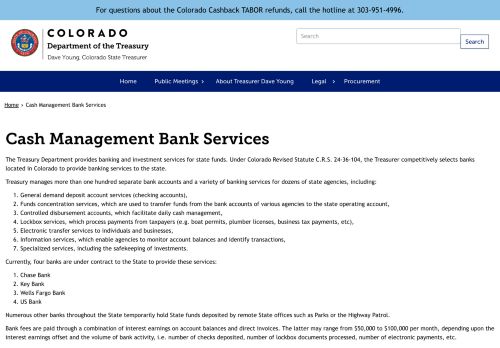 For questions about the Colorado Cashback TABOR refunds, call the hotline at 303-951-4996.
COLORADO
Department of the Treasury
Dave Young, Colorado State Treasurer
Search
Search
Home
Public Meetings
About Treasurer Dave Young
Legal
Procurement
Home > Cash Management Bank Services
Cash Management Bank Services
The Treasury Department provides banking and investment services for state funds. Under Colorado Revised Statute C.R.S. 24-36-104, the Treasurer competitively selects banks
located in Colorado to provide banking services to the state.
Treasury manages more than one hundred separate bank accounts and a variety of banking services for dozens of state agencies, including:
1. General demand deposit account services (checking accounts),
2. Funds concentration services, which are used to transfer funds from the bank accounts of various agencies to the state operating account,
3. Controlled disbursement accounts, which facilitate daily cash management,
4. Lockbox services, which process payments from taxpayers (e.g. boat permits, plumber licenses, business tax payments, etc),
5. Electronic transfer services to individuals and businesses,
6. Information services, which enable agencies to monitor account balances and identify transactions,
7. Specialized services, including the safekeeping of investments.
Currently, four banks are under contract to the State to provide these services:
1. Chase Bank
2. Key Bank
3. Wells Fargo Bank
4. US Bank
Numerous other banks throughout the State temporarily hold State funds deposited by remote State offices such as Parks or the Highway Patrol.
Bank fees are paid through a combination of interest earnings on account balances and direct invoices. The latter may range from $50,000 to $100,000 per month, depending upon the
interest earnings offset and the volume of bank activity, i.e. number of checks deposited, number of lockbox documents processed, number of electronic payments, etc.